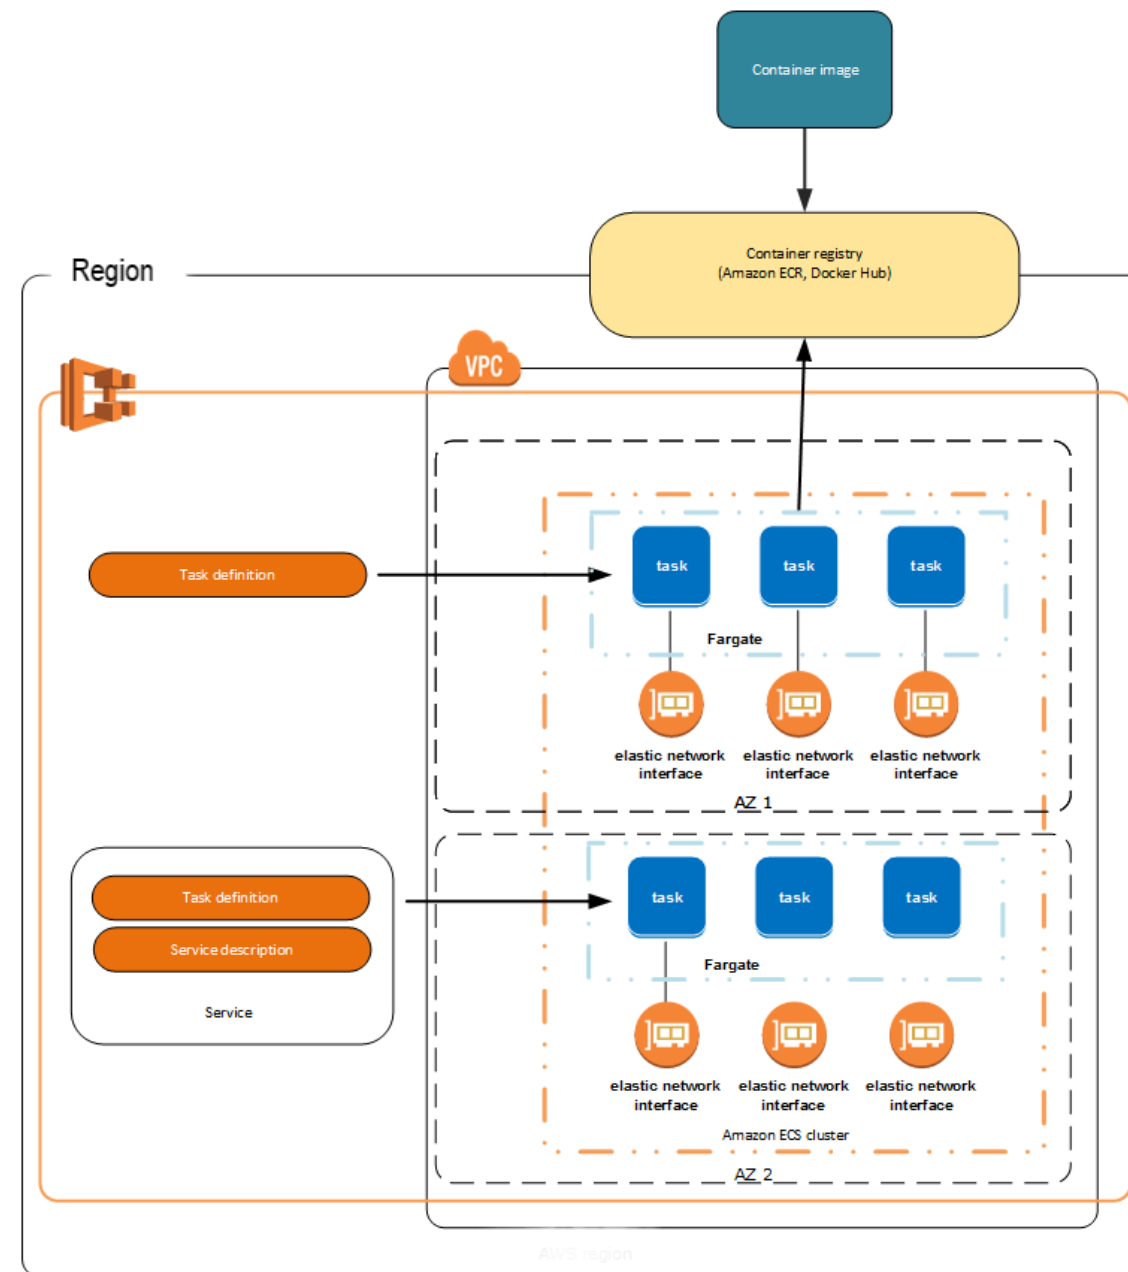 Container image
Container registry
(Amazon ECR, Docker Hub)
Region
VPC
Task definition
task
task
task
Fargate
elastic network
interface
elastic network
interface
elastic network
interface
AZ 1
Task definition
Service description
Service
task
task
task
Fargate
elastic network
interface
elastic network
interface
elastic network
interface
Amazon ECS cluster
AZ 2
AWS region